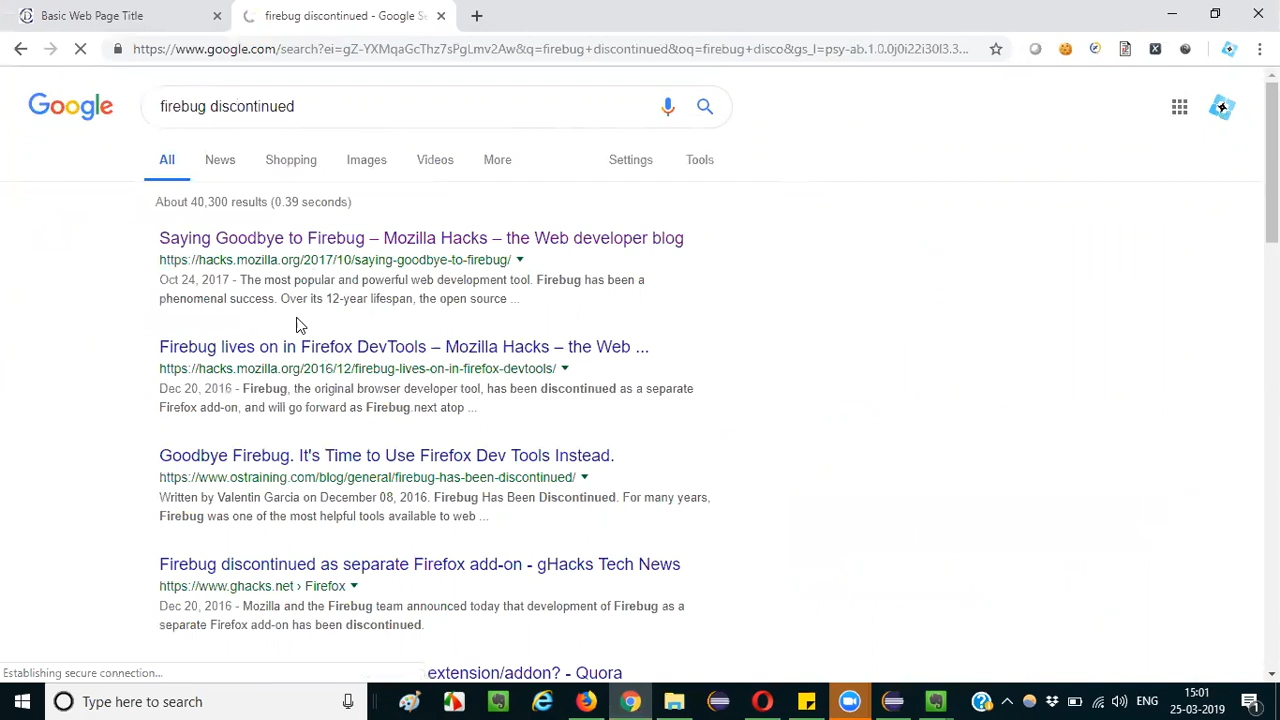 Basic Web Page Title
firebug discontinued - Google Se
https://www.google.com/search?ei=gZ-YXMqaGcThz7sPgLmv2Aw&q=firebug+discontinued&oq=firebug+disco&gs_l=psy-ab.1.0.0j0i22i30l3.3...
Google
firebug discontinued
All News Shopping Images Videos More Settings Tools
About 40,300 results (0.39 seconds)
Saying Goodbye to Firebug – Mozilla Hacks – the Web developer blog
https://hacks.mozilla.org/2017/10/saying-goodbye-to-firebug/
Oct 24, 2017 - The most popular and powerful web development tool. Firebug has been a
phenomenal success. Over its 12-year lifespan, the open source ...
Firebug lives on in Firefox DevTools – Mozilla Hacks – the Web ...
https://hacks.mozilla.org/2016/12/firebug-lives-on-in-firefox-devtools/
Dec 20, 2016 - Firebug, the original browser developer tool, has been discontinued as a separate
Firefox add-on, and will go forward as Firebug.next atop ...
Goodbye Firebug. It's Time to Use Firefox Dev Tools Instead.
https://www.ostraining.com/blog/general/firebug-has-been-discontinued/
Written by Valentin Garcia on December 08, 2016. Firebug Has Been Discontinued. For many years,
Firebug was one of the most helpful tools available to web ...
Firebug discontinued as separate Firefox add-on - gHacks Tech News
https://www.ghacks.net › Firefox
Dec 20, 2016 - Mozilla and the Firebug team announced today that development of Firebug as a
separate Firefox add-on has been discontinued.
extension/addon? - Quora
Establishing secure connection...
Type here to search
ENG
15:01
25-03-2019